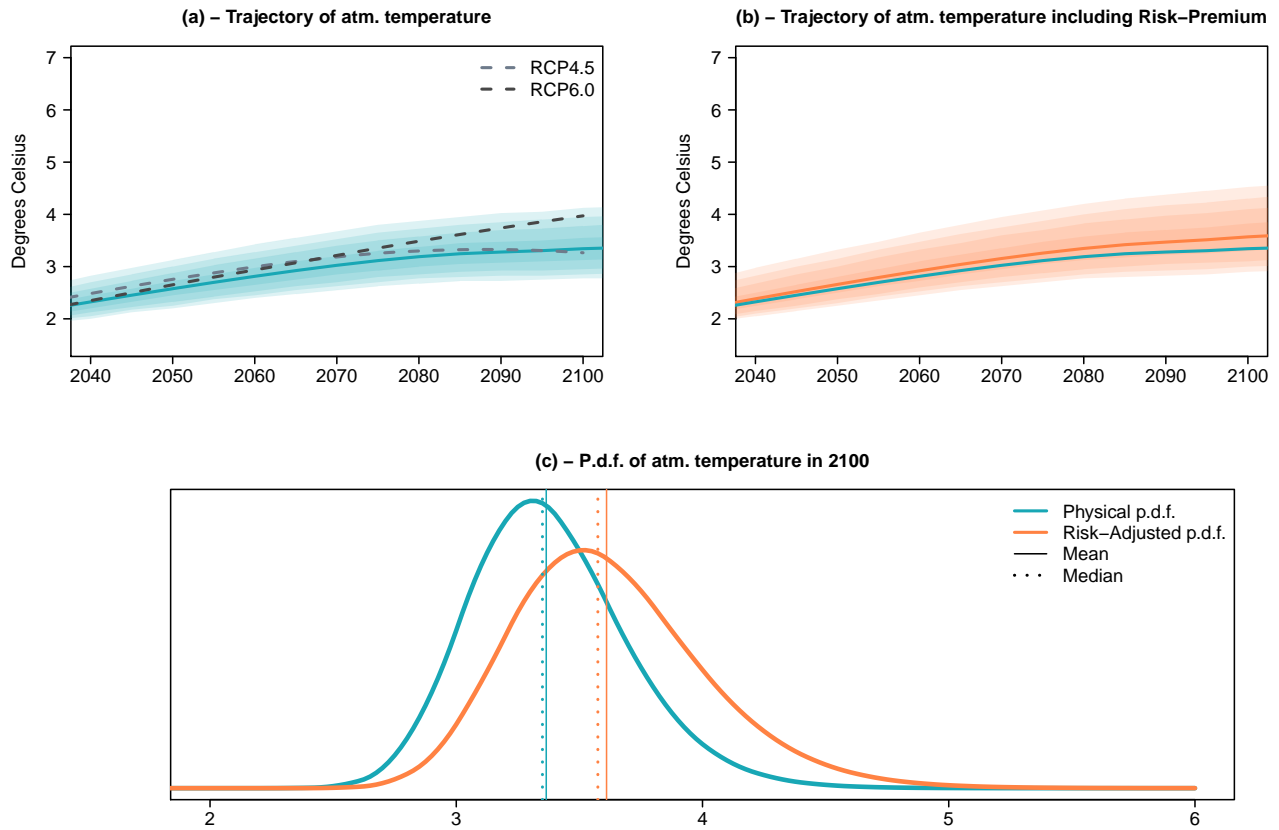 (a) – Trajectory of atm. temperature
7
6
5
4
3
2
Degrees Celsius
RCP4.5
RCP6.0
2040 2050 2060 2070 2080 2090 2100
(b) – Trajectory of atm. temperature including Risk–Premium
7
6
5
4
3
2
Degrees Celsius
2040 2050 2060 2070 2080 2090 2100
(c) – P.d.f. of atm. temperature in 2100
Physical p.d.f.
Risk–Adjusted p.d.f.
Mean
Median
2 3 4 5 6